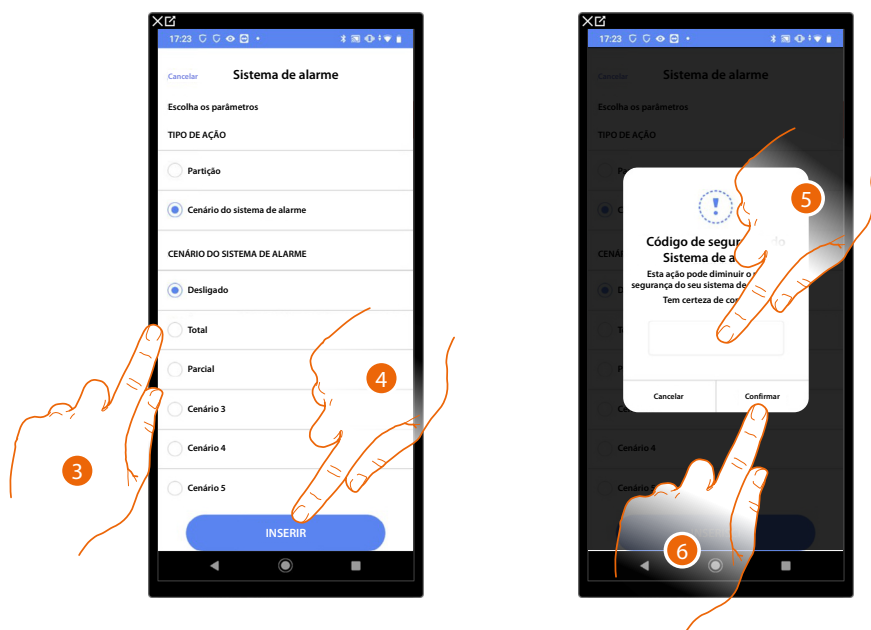 17:23
Cancelar Sistema de alarme
Escolha os parâmetros
TIPO DE AÇÃO
Partição
Cenário do sistema de alarme
CENÁRIO DO SISTEMA DE ALARME
Desligado
Total
Parcial
Cenário 3
Cenário 4
Cenário 5
INSERIR
3
4
17:23
Cancelar Sistema de alarme
Escolha os parâmetros
TIPO DE AÇÃO
Código de segur do
Sistema de a
Esta ação pode diminuir o
segurança do seu sistema de
Tem certeza de co
Cancelar Confirmar
Cenário 4
Cenário
5
6